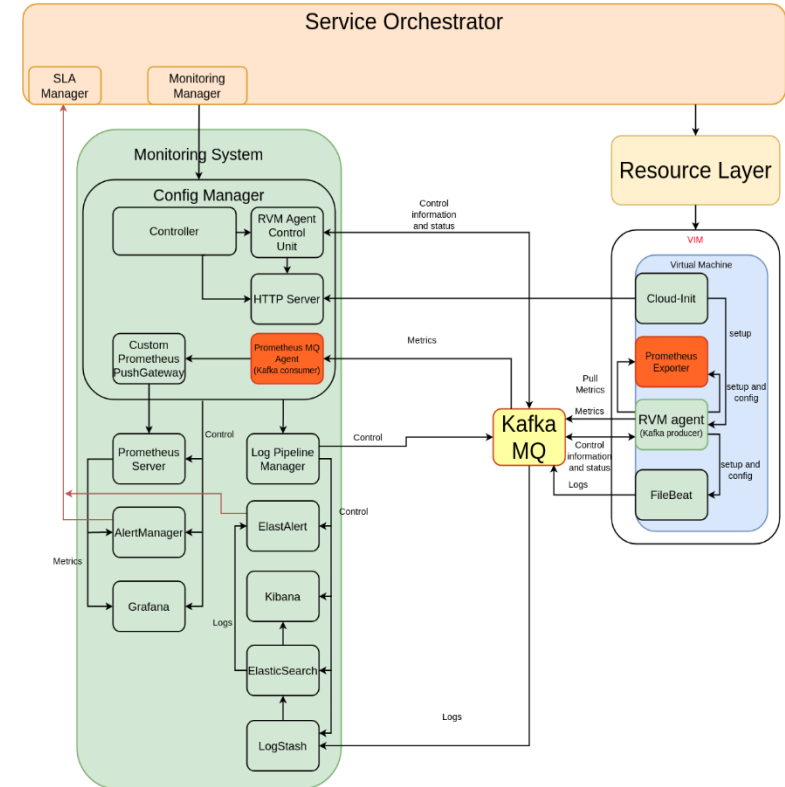 Service Orchestrator
SLA
Manager
Monitoring
Manager
Monitoring System
Config Manager
Controller
RVM Agent
Control
Unit
HTTP Server
Custom
Prometheus
PushGateway
Prometheus MQ
Agent
(Kafka consumer)
Control
information
and status
Metrics
Prometheus
Server
Control
Log Pipeline
Manager
Control
AlertManager
Metrics
Grafana
ElastAlert
Control
Kibana
Logs
ElasticSearch
LogStash
Logs
Kafka
MQ
Resource Layer
VIM
Virtual Machine
Cloud-Init
setup
Prometheus
Exporter
Pull
Metrics
setup and
config
Metrics
RVM agent
(Kafka producer)
Control
information
and status
setup and
config
Logs
FileBeat